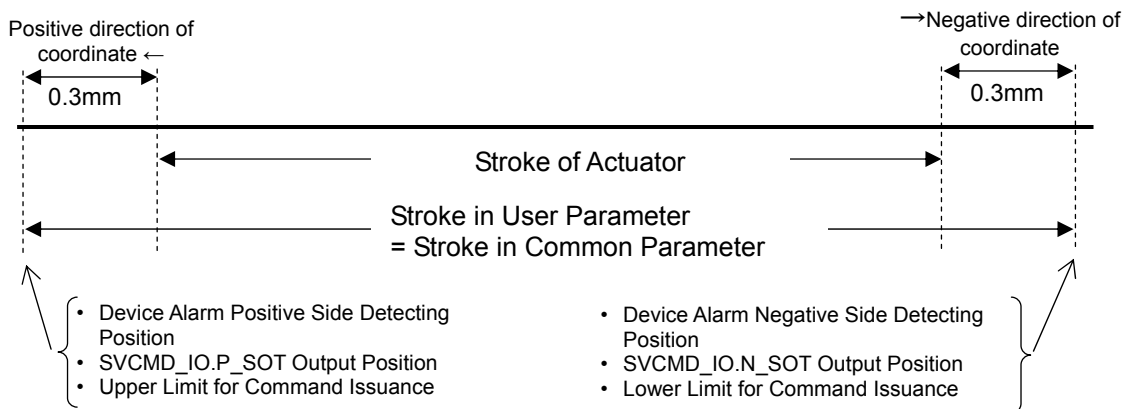 Positive direction of
coordinate ←
→Negative direction of
coordinate
0.3mm
0.3mm
Stroke of Actuator
Stroke in User Parameter
= Stroke in Common Parameter
• Device Alarm Positive Side Detecting
Position
• SVCMD_IO.P_SOT Output Position
• Upper Limit for Command Issuance
• Device Alarm Negative Side Detecting
Position
• SVCMD_IO.N_SOT Output Position
• Lower Limit for Command Issuance